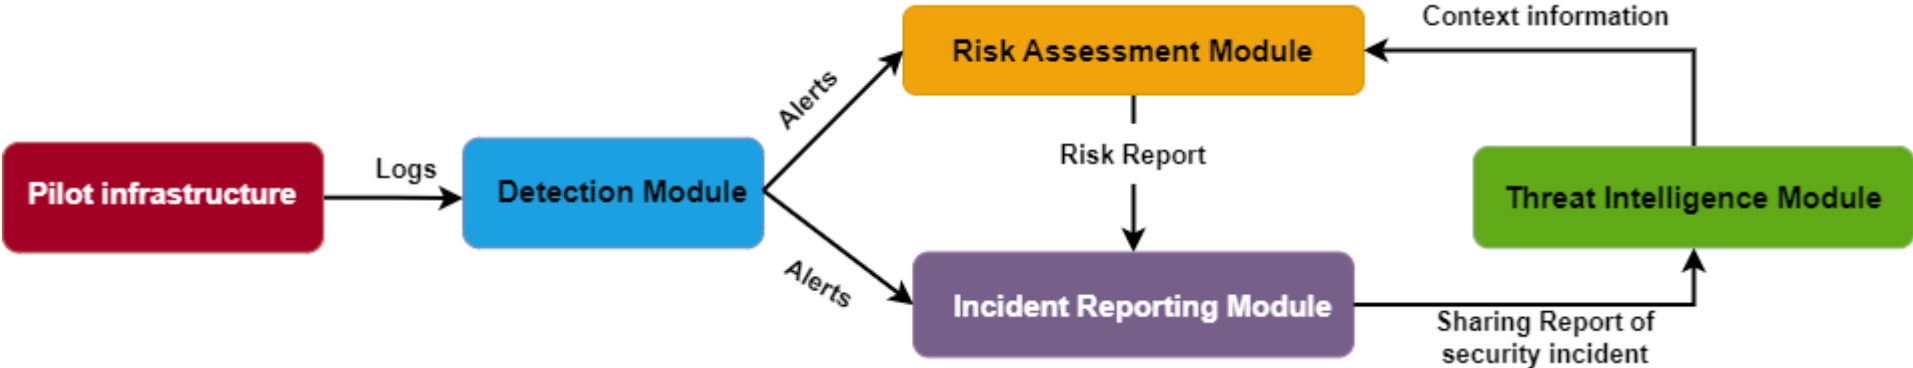 Context information
Risk Assessment Module
Alerts
Risk Report
Logs
Pilot infrastructure
Detection Module
Threat Intelligence Module
Alerts
Incident Reporting Module
Sharing Report of
security incident